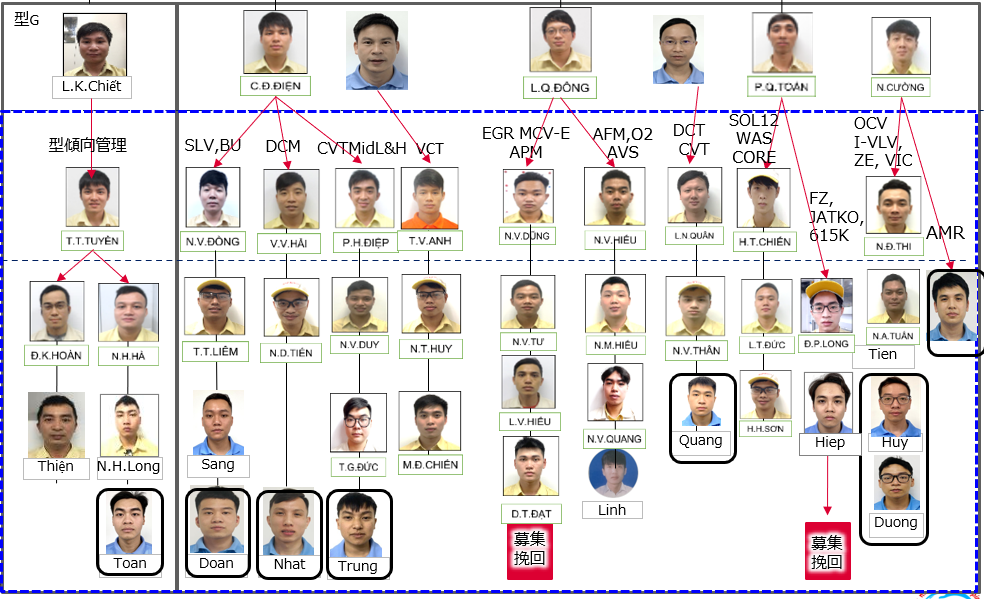 型G
L.K.Chiết
C.Đ.ĐIỆN
L.Q.ĐÔNG
P.Q.TOẢN
N.CƯỜNG
型傾向管理
SLV,BU
DCM
CVTMidL&H
VCT
EGR MCV-E
APM
AFM,O2
AVS
DCT
CVT
SOL12
WAS
CORE
FZ,
JATKO,
615K
OCV
I-VLV,
ZE, VIC
AMR
T.T.TUYÊN
N.V.ĐÔNG
V.V.HẢI
P.H.ĐIỆP
T.V.ANH
N.V.DŨNG
N.V.HIẾU
L.N.QUÂN
H.T.CHIẾN
N.Đ.THI
Đ.K.HOÀN
N.H.HÀ
T.T.LIÊM
N.D.TIẾN
N.V.DUY
N.T.HUY
N.V.TƯ
N.M.HIẾU
N.V.THÂN
L.T.ĐỨC
Đ.P.LONG
N.A.TUẤN
Tien
Thiện
N.H.Long
Sang
T.G.ĐỨC
M.Đ.CHIẾN
L.V.HIẾU
N.V.QUANG
Quang
H.H.SƠN
Hiep
Huy
Toan
Doan
Nhat
Trung
D.T.ĐẠT
Linh
Duong
募集
挽回
募集
挽回